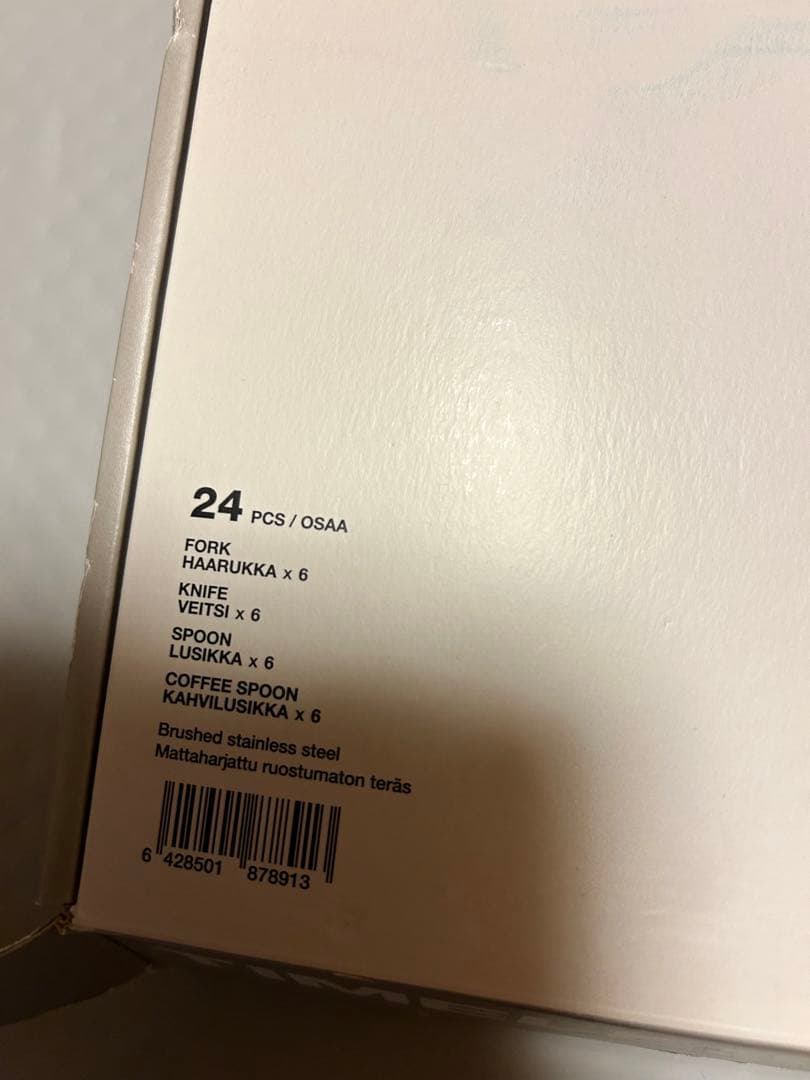 24 PCS / OSAA
FORK
HAARUKKA x 6
KNIFE
VEITSI x 6
SPOON
LUSIKKA x 6
COFFEE SPOON
KAHVILUSIKKA x 6
Brushed stainless steel
Mattaharjattu ruostumaton teräs
6 428501 878913